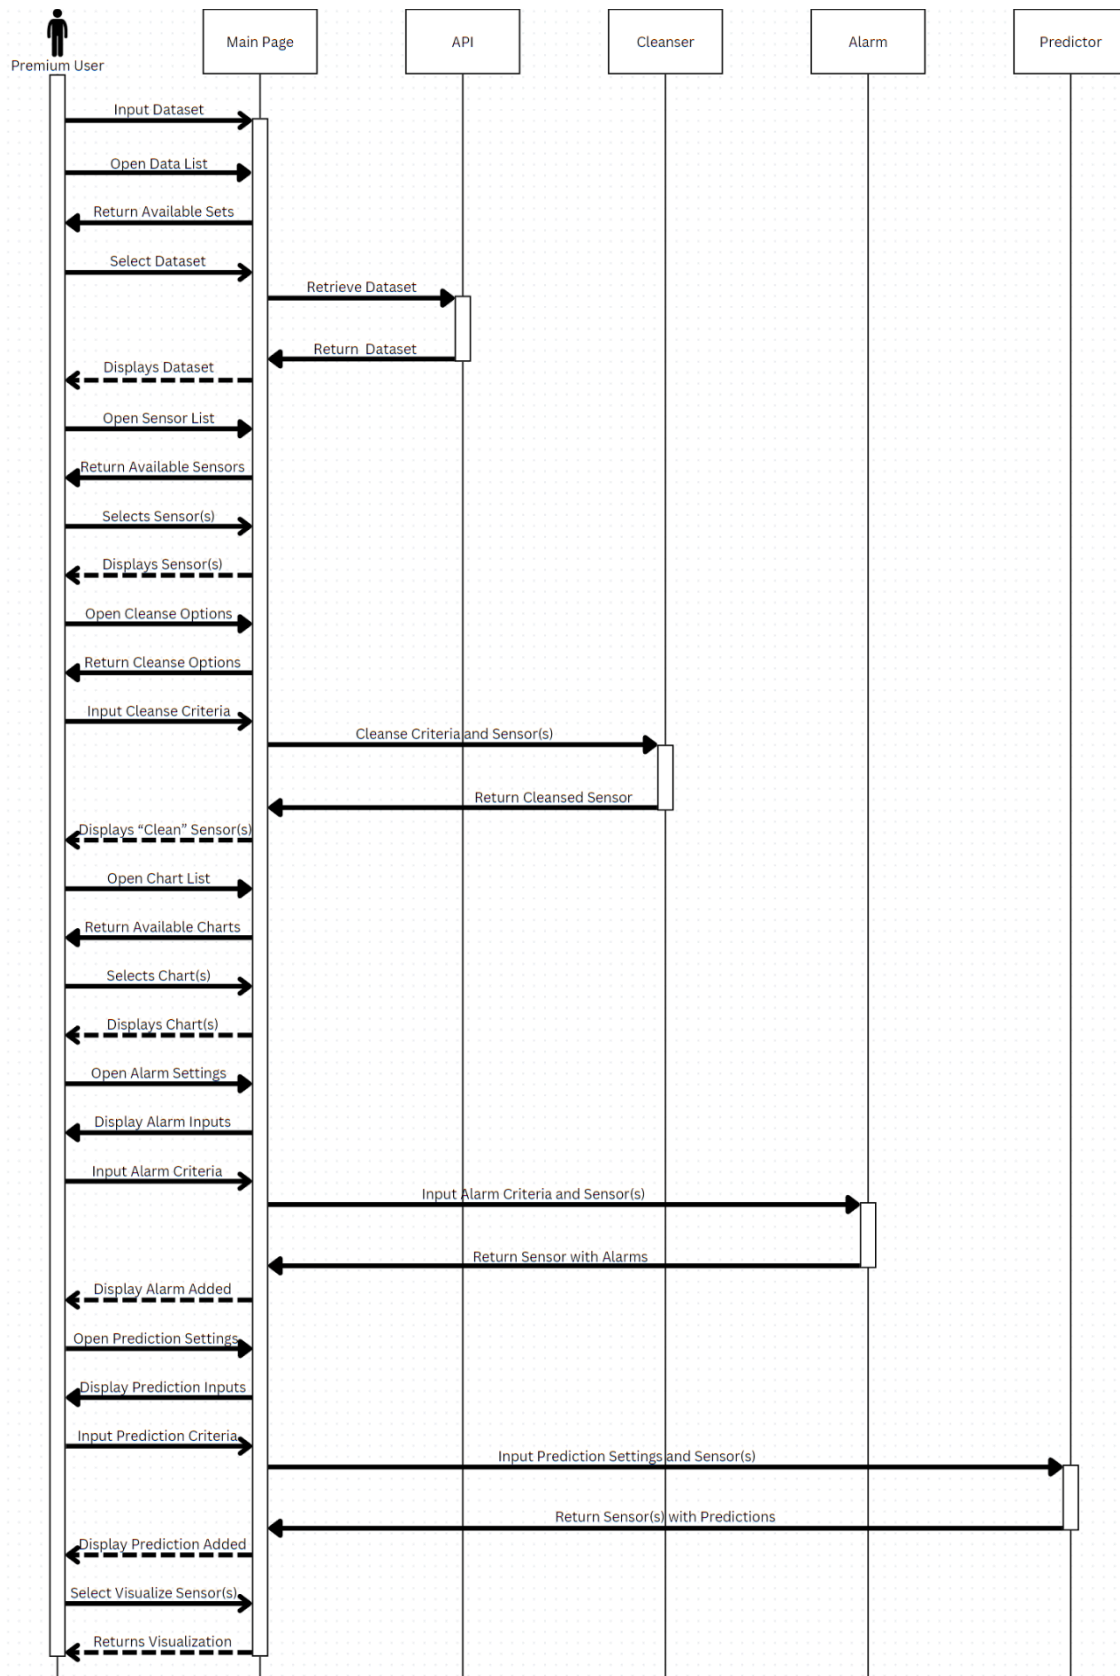 Premium User
Main Page
API
Cleanser
Alarm
Predictor
Input Dataset
Open Data List
Return Available Sets
Select Dataset
Retrieve Dataset
Return Dataset
Displays Dataset
Open Sensor List
Return Available Sensors
Selects Sensor(s)
Displays Sensor(s)
Open Cleanse Options
Return Cleanse Options
Input Cleanse Criteria
Cleanse Criteria and Sensor(s)
Return Cleansed Sensor
Displays “Clean” Sensor(s)
Open Chart List
Return Available Charts
Selects Chart(s)
Displays Chart(s)
Open Alarm Settings
Display Alarm Inputs
Input Alarm Criteria
Input Alarm Criteria and Sensor(s)
Return Sensor with Alarms
Display Alarm Added
Open Prediction Settings
Display Prediction Inputs
Input Prediction Criteria
Input Prediction Settings and Sensor(s)
Return Sensor(s) with Predictions
Display Prediction Added
Select Visualize Sensor(s)
Returns Visualization